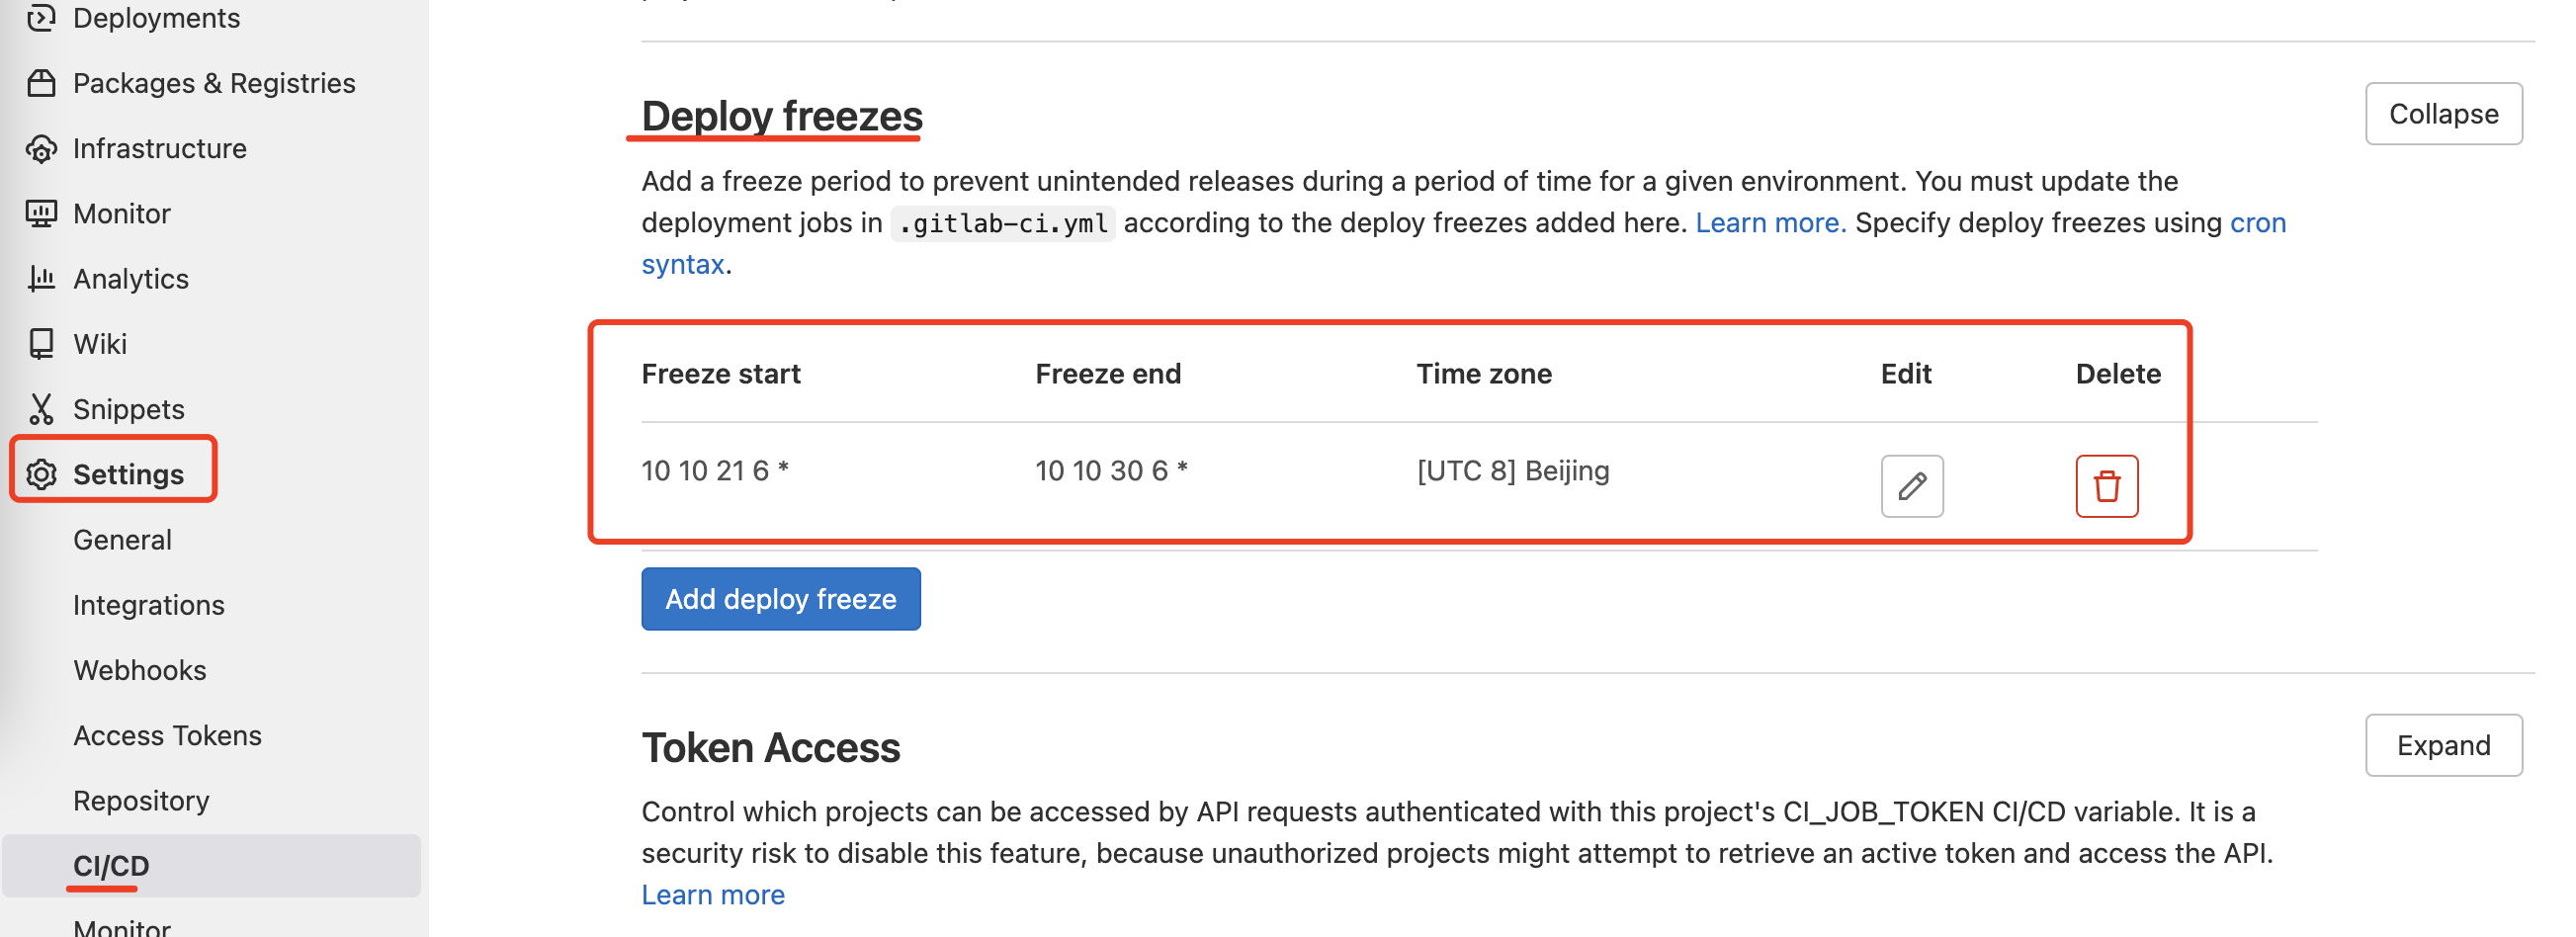 Deployments
Packages & Registries
Infrastructure
Monitor
Analytics
Wiki
Snippets
Settings
General
Integrations
Webhooks
Access Tokens
Repository
CI/CD
Monitor
Deploy freezes
Collapse
Add a freeze period to prevent unintended releases during a period of time for a given environment. You must update the
deployment jobs in .gitlab-ci.yml according to the deploy freezes added here. Learn more. Specify deploy freezes using cron
syntax.
Freeze start Freeze end Time zone Edit Delete
10 10 21 6 * 10 10 30 6 * [UTC 8] Beijing
Add deploy freeze
Token Access
Expand
Control which projects can be accessed by API requests authenticated with this project's CI_JOB_TOKEN CI/CD variable. It is a
security risk to disable this feature, because unauthorized projects might attempt to retrieve an active token and access the API.
Learn more